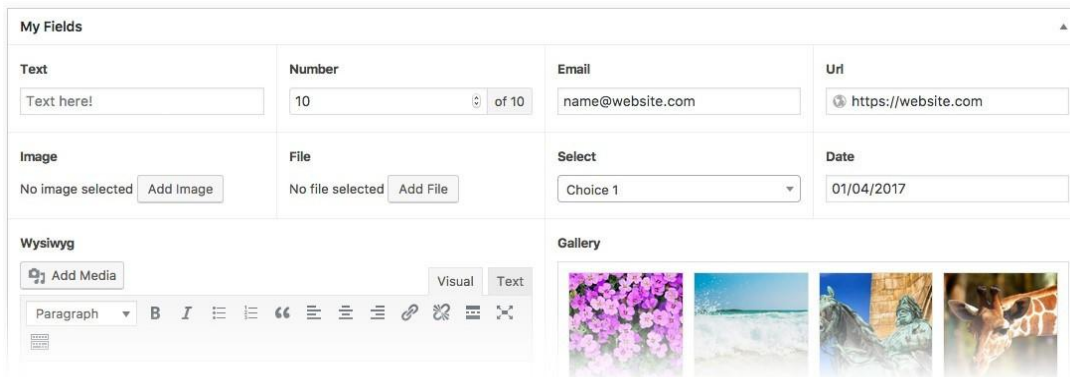 My Fields
Text
Number
Email
Url
Text here!
10
of 10
name@website.com
https://website.com
Image
File
Select
Date
No image selected
Add Image
No file selected
Add File
Choice 1
01/04/2017
Wysiwyg
Gallery
Add Media
Visual
Text
Paragraph
B
I